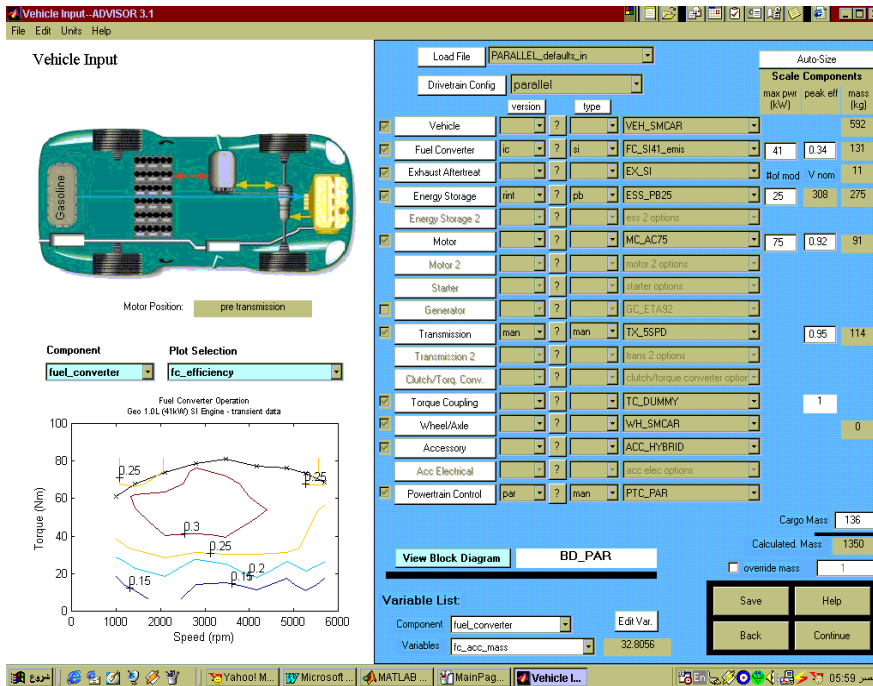 Vehicle Input--ADVISOR 3.1
File Edit Units Help
Vehicle Input
Gasoline
Motor Position: pre transmission
Component Plot Selection
fuel_converter fc_efficiency
Fuel Converter Operation
Geo 1.0L (41kW) SI Engine - transient data
100
80
60
40
20
0
Torque (Nm)
0.25
0.25
0.3
0.25
0.2
0.15
0.15
0 1000 2000 3000 4000 5000 6000
Speed (rpm)
Load File PARALLEL_defaults_in
Auto-Size
Drivetrain Config parallel
Scale Components
max pwr (kW) peak eff mass (kg)
version type
Vehicle ? VEH_SMCAR 592
Fuel Converter ic ? si FC_SI41_emis 41 0.34 131
Exhaust Aftertreat ? EX_SI #of mod V nom 11
Energy Storage rint ? pb ESS_PB25 25 308 275
Energy Storage 2 ? ess 2 options
Motor ? MC_AC75 75 0.92 91
Motor 2 ? motor 2 options
Starter ? starter options
Generator ? GC_ETA92
Transmission man ? man TX_5SPD 0.95 114
Transmission 2 ? trans 2 options
Clutch/Torq. Conv. ? clutch/torque converter option
Torque Coupling ? TC_DUMMY 1
Wheel/Axle ? WH_SMCAR 0
Accessory ? ACC_HYBRID
Acc Electrical ? acc elec options
Powertrain Control par ? man PTC_PAR
Cargo Mass 136
Calculated. Mass 1350
override mass 1
View Block Diagram BD_PAR
Variable List:
Component fuel_converter Edit Var.
Variables fc_acc_mass 32.8056
Save Help
Back Continue
شروع Yahoo! M... Microsoft ... MATLAB ... MainPag... Vehicle I... En 05:59